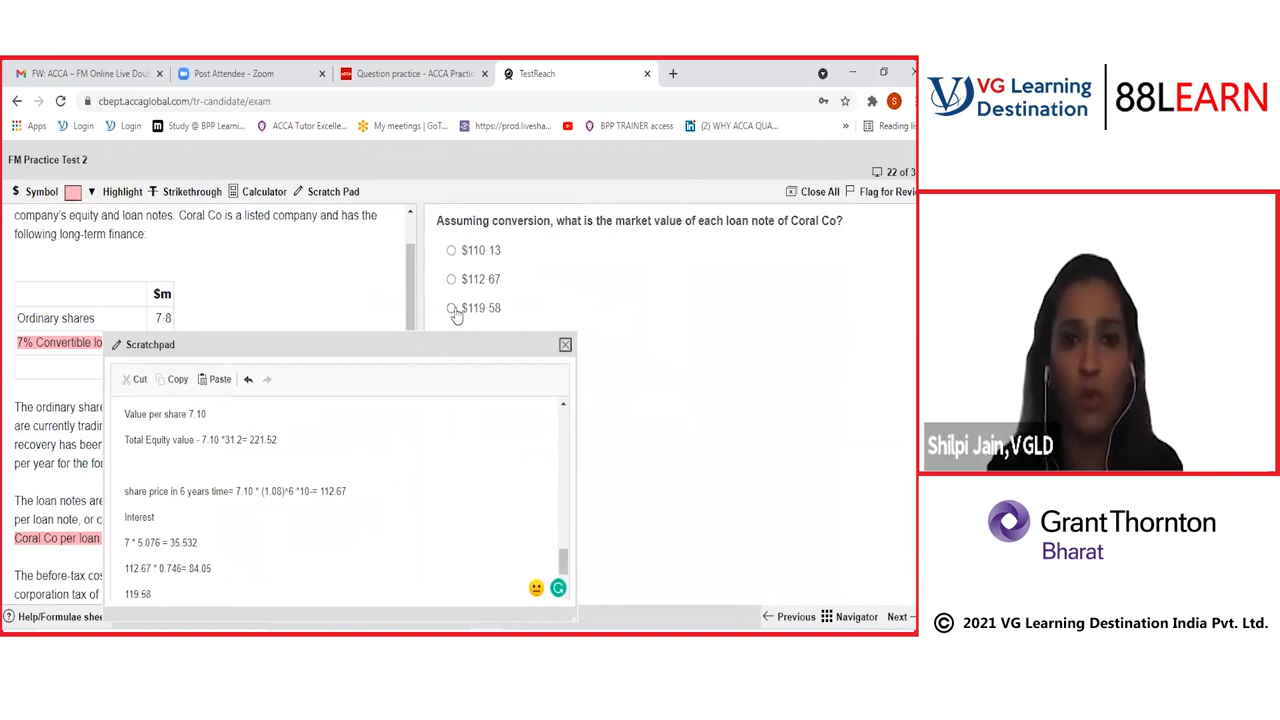 FW: ACCA – FM Online Live Doul
Post Attendee - Zoom
Question practice - ACCA Practic
TestReach
cbept.accaglobal.com/tr-candidate/exam
Apps
Login
Login
Study @ BPP Learni...
ACCA Tutor Excelle...
My meetings | GoT...
https://prod.livesha...
BPP TRAINER access
(2) WHY ACCA QUA...
»
Reading lis
FM Practice Test 2
22 of 3
$ Symbol
Highlight
Strikethrough
Calculator
Scratch Pad
Close All
Flag for Revie
company's equity and loan notes. Coral Co is a listed company and has the
following long-term finance:
$m
Ordinary shares 7·8
7% Convertible lo
The ordinary share
are currently tradin
recovery has been
per year for the for
The loan notes are
per loan note, or c
Coral Co per loan
The before-tax cos
corporation tax of
Help/Formulae shee
Assuming conversion, what is the market value of each loan note of Coral Co?
$110·13
$112·67
$119·58
Scratchpad
Cut
Copy
Paste
Value per share 7.10
Total Equity value - 7.10 *31.2= 221.52
share price in 6 years time= 7.10 * (1.08)^6 *10-= 112.67
Interest
7 * 5.076 = 35.532
112.67 * 0.746= 84.05
119.58
Previous
Navigator
Next
VG Learning
Destination
88LEARN
Shilpi Jain,VGLD
GrantThornton
Bharat
© 2021 VG Learning Destination India Pvt. Ltd.